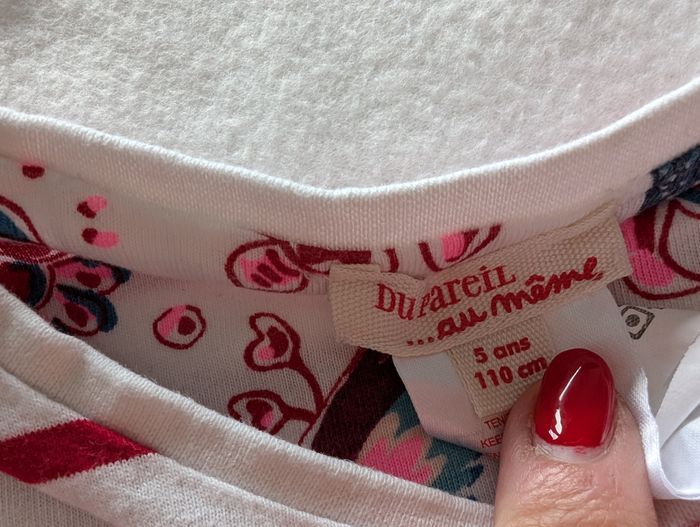 DU PAREIL
...au même
5 ans
110 cm